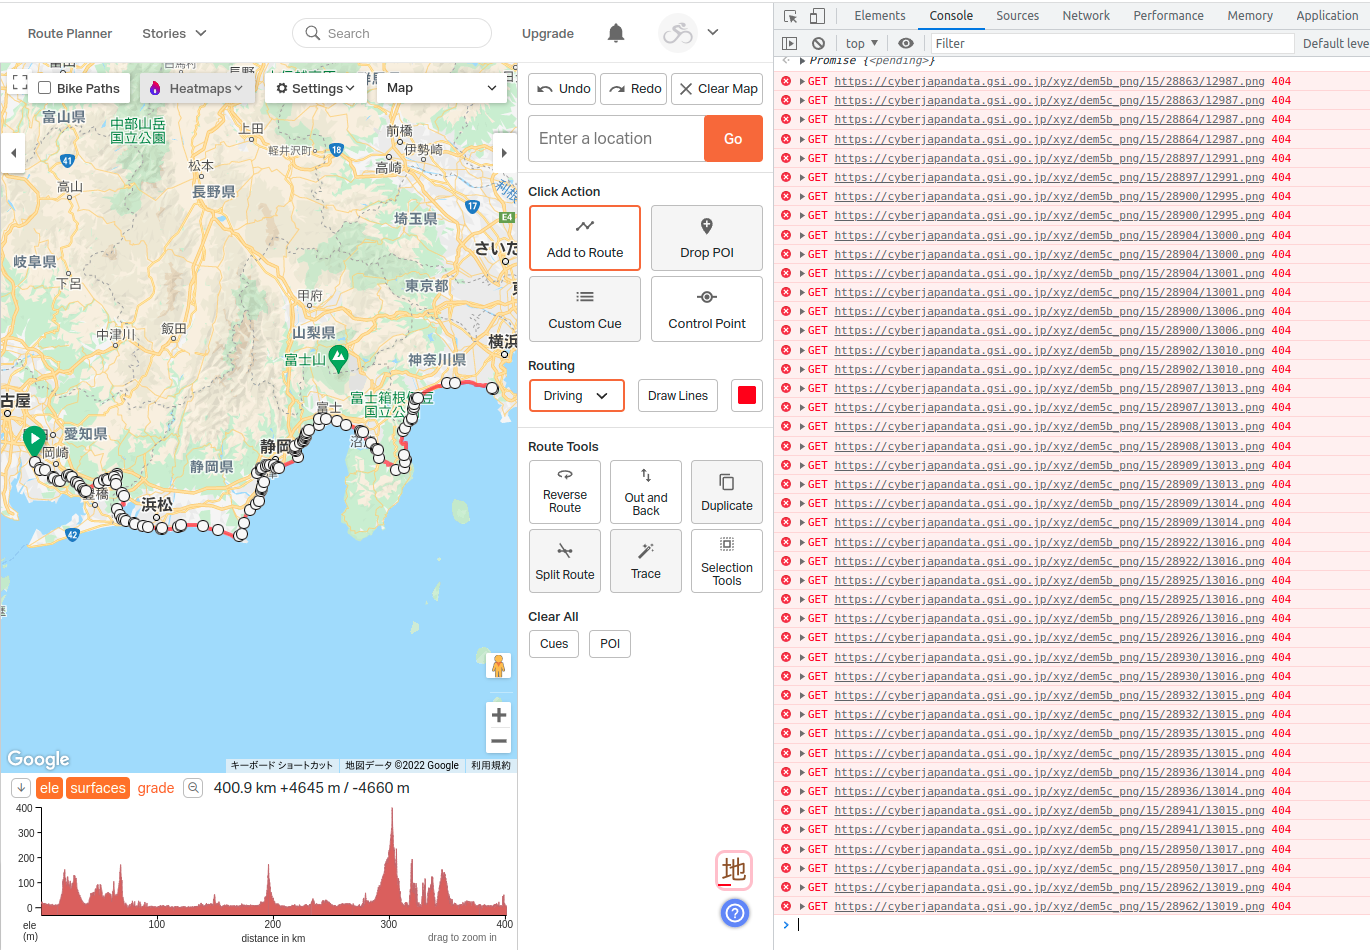 Route Planner
Stories
Search
Upgrade
Bike Paths
Heatmaps
Settings
Map
富山県
中部山岳
国立公園
上田
前橋
伊勢崎
軽井沢町
18
高崎
41
松本
高山
長野県
17
E4
埼玉県
さいた
岐阜県
下呂
甲府
東京都
中津川
飯田
山梨県
富士山
神奈川県
横浜
古屋
富士
富士箱根伊豆
国立公
愛知県
岡崎
静岡
静岡県
沼
豊橋
浜松
42
Google
キーボード ショートカット
地図データ ©2022 Google
利用規約
ele
surfaces
grade
400.9 km +4645 m / -4660 m
400
300
200
100
0
ele
(m)
100
200
300
400
distance in km
drag to zoom in
Undo
Redo
Clear Map
Enter a location
Go
Click Action
Add to Route
Drop POI
Custom Cue
Control Point
Routing
Driving
Draw Lines
Route Tools
Reverse
Route
Out and
Back
Duplicate
Split Route
Trace
Selection
Tools
Clear All
Cues
POI
地
?
Elements
Console
Sources
Network
Performance
Memory
Application
top
Filter
Default leve
Promise {<pending>}
GET https://cyberjapandata.gsi.go.jp/xyz/dem5b_png/15/28863/12987.png 404
GET https://cyberjapandata.gsi.go.jp/xyz/dem5c_png/15/28863/12987.png 404
GET https://cyberjapandata.gsi.go.jp/xyz/dem5b_png/15/28864/12987.png 404
GET https://cyberjapandata.gsi.go.jp/xyz/dem5c_png/15/28864/12987.png 404
GET https://cyberjapandata.gsi.go.jp/xyz/dem5b_png/15/28897/12991.png 404
GET https://cyberjapandata.gsi.go.jp/xyz/dem5c_png/15/28897/12991.png 404
GET https://cyberjapandata.gsi.go.jp/xyz/dem5b_png/15/28900/12995.png 404
GET https://cyberjapandata.gsi.go.jp/xyz/dem5c_png/15/28900/12995.png 404
GET https://cyberjapandata.gsi.go.jp/xyz/dem5b_png/15/28904/13000.png 404
GET https://cyberjapandata.gsi.go.jp/xyz/dem5c_png/15/28904/13000.png 404
GET https://cyberjapandata.gsi.go.jp/xyz/dem5b_png/15/28904/13001.png 404
GET https://cyberjapandata.gsi.go.jp/xyz/dem5c_png/15/28904/13001.png 404
GET https://cyberjapandata.gsi.go.jp/xyz/dem5b_png/15/28900/13006.png 404
GET https://cyberjapandata.gsi.go.jp/xyz/dem5c_png/15/28900/13006.png 404
GET https://cyberjapandata.gsi.go.jp/xyz/dem5b_png/15/28902/13010.png 404
GET https://cyberjapandata.gsi.go.jp/xyz/dem5c_png/15/28902/13010.png 404
GET https://cyberjapandata.gsi.go.jp/xyz/dem5b_png/15/28907/13013.png 404
GET https://cyberjapandata.gsi.go.jp/xyz/dem5c_png/15/28907/13013.png 404
GET https://cyberjapandata.gsi.go.jp/xyz/dem5b_png/15/28908/13013.png 404
GET https://cyberjapandata.gsi.go.jp/xyz/dem5c_png/15/28908/13013.png 404
GET https://cyberjapandata.gsi.go.jp/xyz/dem5b_png/15/28909/13013.png 404
GET https://cyberjapandata.gsi.go.jp/xyz/dem5c_png/15/28909/13013.png 404
GET https://cyberjapandata.gsi.go.jp/xyz/dem5b_png/15/28909/13014.png 404
GET https://cyberjapandata.gsi.go.jp/xyz/dem5c_png/15/28909/13014.png 404
GET https://cyberjapandata.gsi.go.jp/xyz/dem5b_png/15/28922/13016.png 404
GET https://cyberjapandata.gsi.go.jp/xyz/dem5c_png/15/28922/13016.png 404
GET https://cyberjapandata.gsi.go.jp/xyz/dem5b_png/15/28925/13016.png 404
GET https://cyberjapandata.gsi.go.jp/xyz/dem5c_png/15/28925/13016.png 404
GET https://cyberjapandata.gsi.go.jp/xyz/dem5b_png/15/28926/13016.png 404
GET https://cyberjapandata.gsi.go.jp/xyz/dem5c_png/15/28926/13016.png 404
GET https://cyberjapandata.gsi.go.jp/xyz/dem5b_png/15/28930/13016.png 404
GET https://cyberjapandata.gsi.go.jp/xyz/dem5c_png/15/28930/13016.png 404
GET https://cyberjapandata.gsi.go.jp/xyz/dem5b_png/15/28932/13015.png 404
GET https://cyberjapandata.gsi.go.jp/xyz/dem5c_png/15/28932/13015.png 404
GET https://cyberjapandata.gsi.go.jp/xyz/dem5b_png/15/28935/13015.png 404
GET https://cyberjapandata.gsi.go.jp/xyz/dem5c_png/15/28935/13015.png 404
GET https://cyberjapandata.gsi.go.jp/xyz/dem5b_png/15/28936/13014.png 404
GET https://cyberjapandata.gsi.go.jp/xyz/dem5c_png/15/28936/13014.png 404
GET https://cyberjapandata.gsi.go.jp/xyz/dem5b_png/15/28941/13015.png 404
GET https://cyberjapandata.gsi.go.jp/xyz/dem5c_png/15/28941/13015.png 404
GET https://cyberjapandata.gsi.go.jp/xyz/dem5b_png/15/28950/13017.png 404
GET https://cyberjapandata.gsi.go.jp/xyz/dem5c_png/15/28950/13017.png 404
GET https://cyberjapandata.gsi.go.jp/xyz/dem5b_png/15/28962/13019.png 404
GET https://cyberjapandata.gsi.go.jp/xyz/dem5c_png/15/28962/13019.png 404